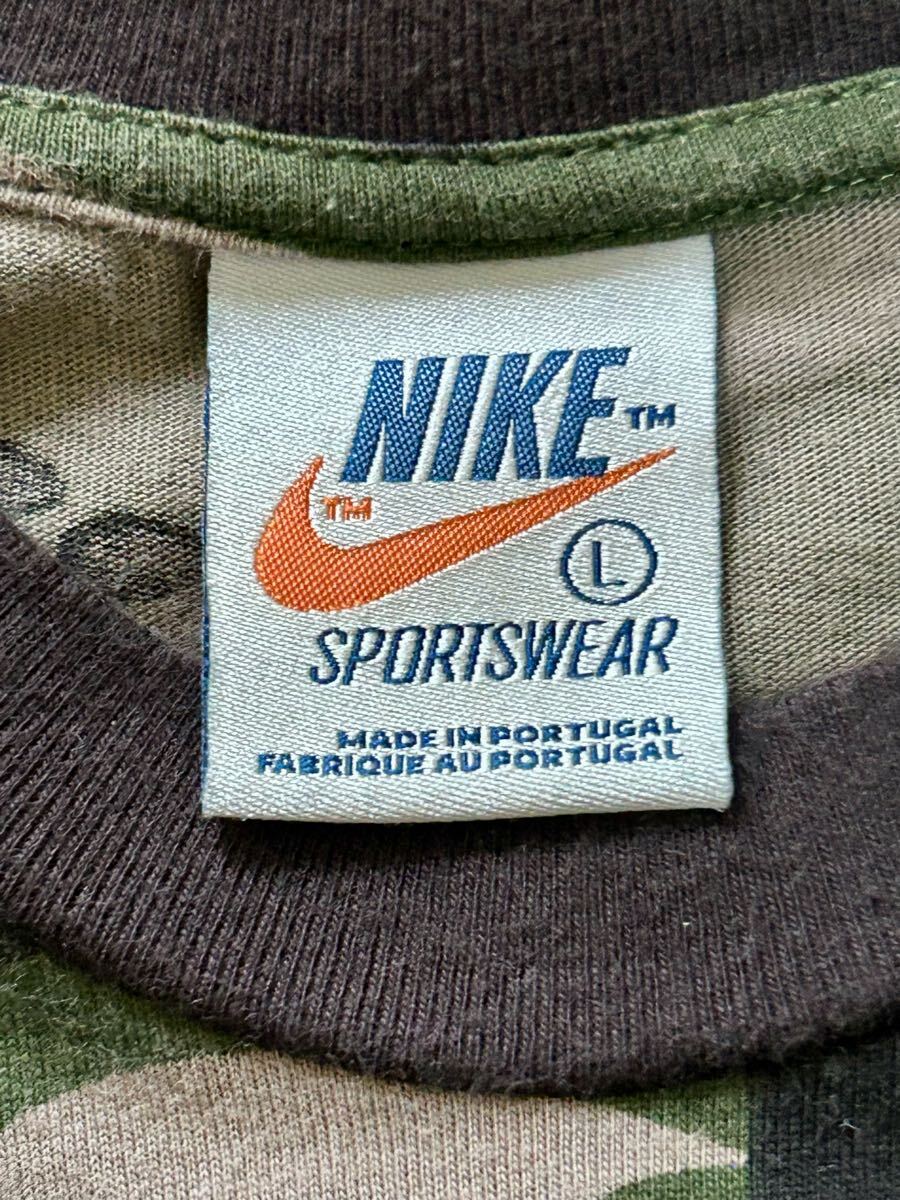 NIKE™
™
L
SPORTSWEAR
MADE IN PORTUGAL
FABRIQUE AU PORTUGAL